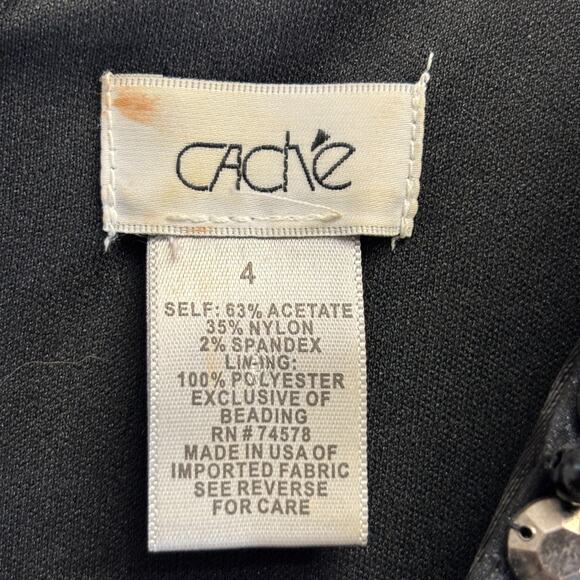 CACHé
4
SELF: 63% ACETATE
35% NYLON
2% SPANDEX
LINING:
100% POLYESTER
EXCLUSIVE OF
BEADING
RN # 74578
MADE IN USA OF
IMPORTED FABRIC
SEE REVERSE
FOR CARE